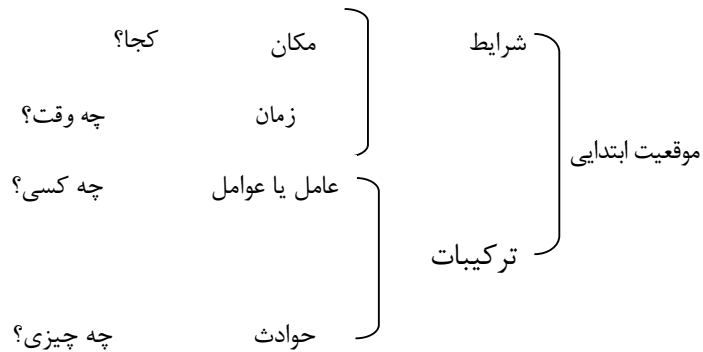 شرایط مکان کجا؟
زمان چه وقت؟
موقعیت ابتدایی
عامل یا عوامل چه کسی؟
ترکیبات
حوادث چه چیزی؟